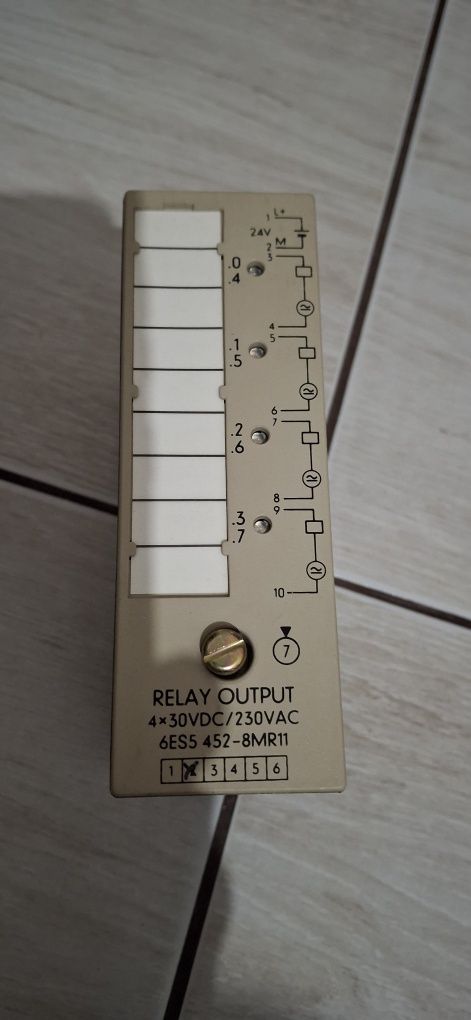 1 L+
24V
2 M
3
.0
.4
4
5
.1
.5
6
7
.2
.6
8
9
.3
.7
10
7
RELAY OUTPUT
4×30VDC/230VAC
6ES5 452-8MR11
1 2 3 4 5 6